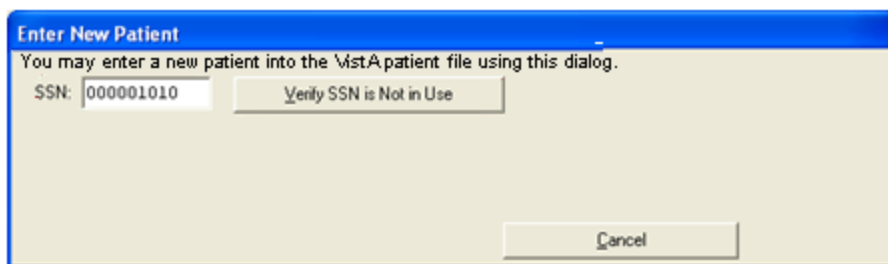 Enter New Patient
You may enter a new patient into the VistA patient file using this dialog.
SSN: 000001010 Verify SSN is Not in Use
Cancel